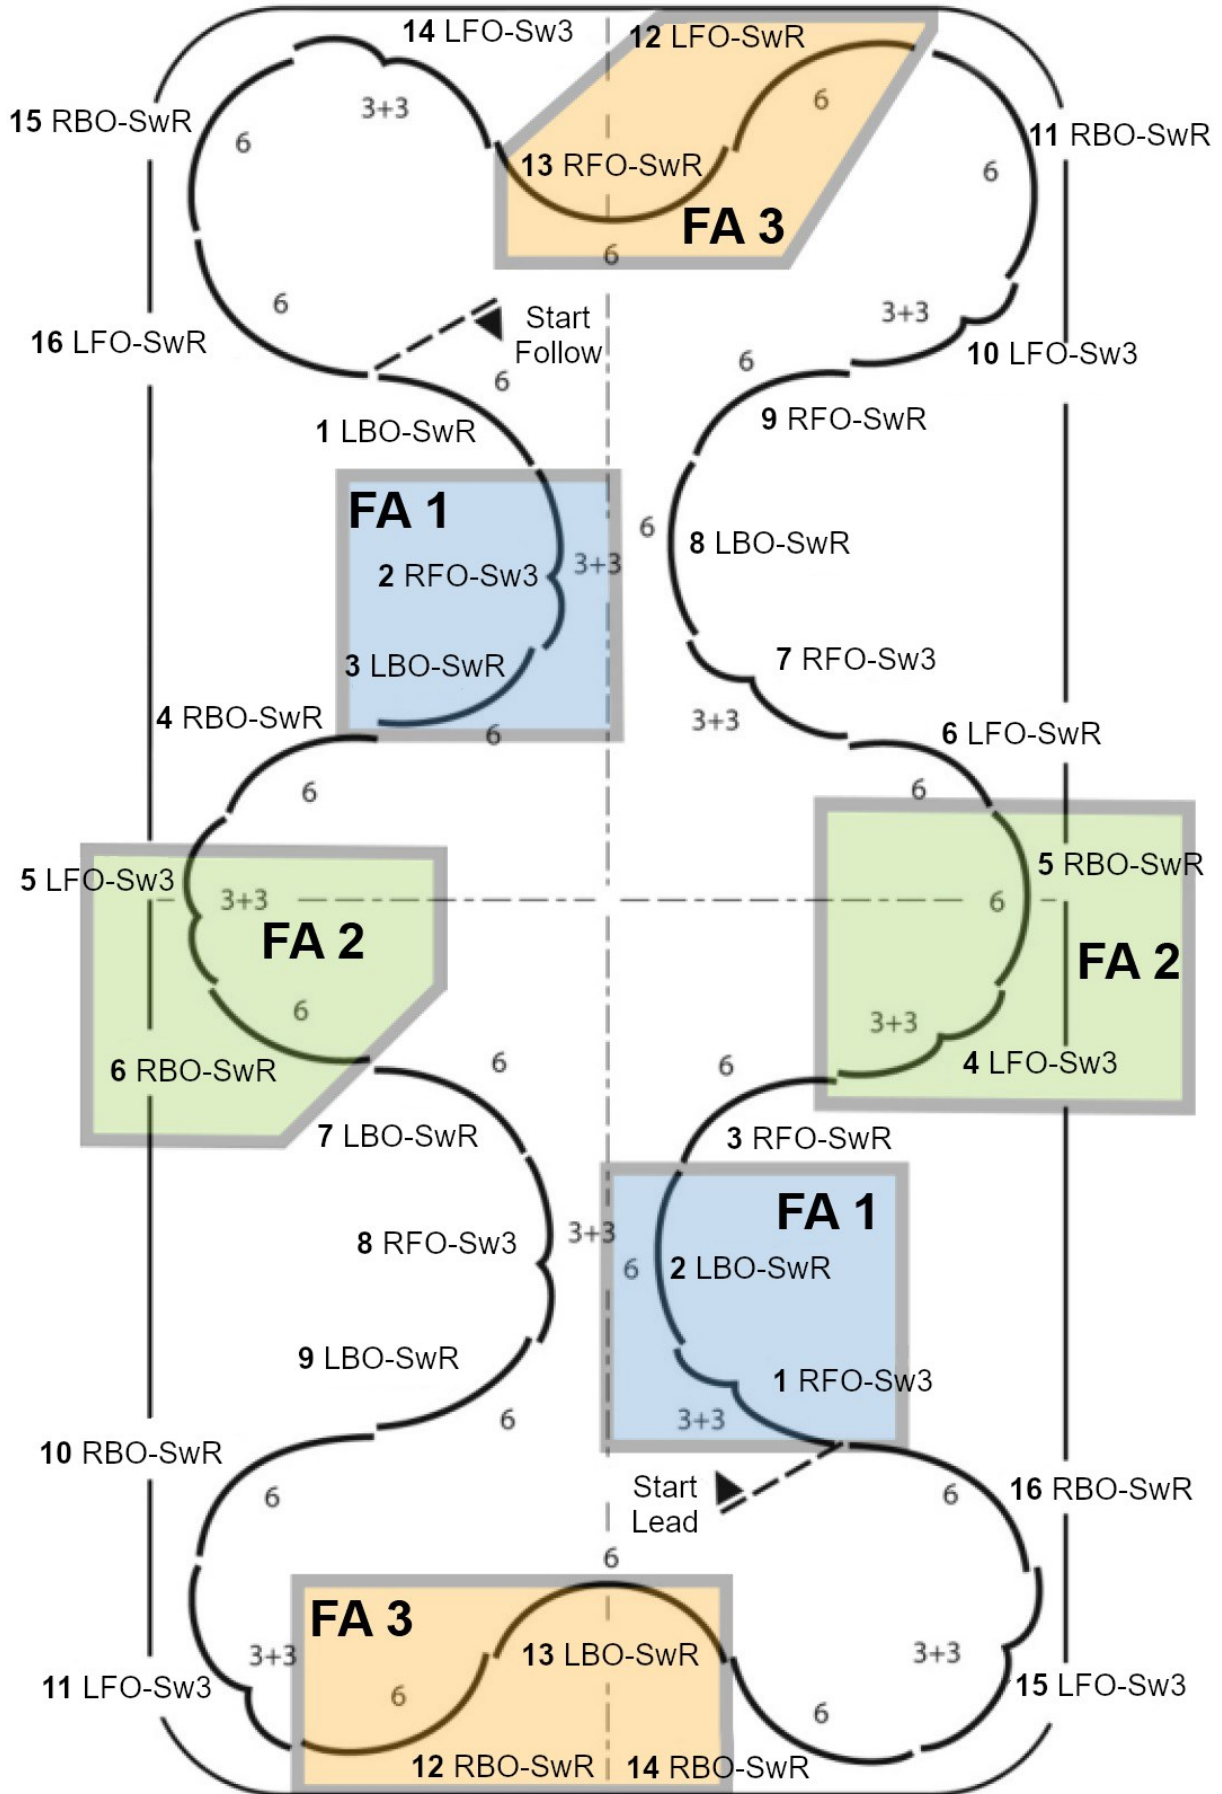 14 LFO-Sw3
12 LFO-SwR
6
3+3
15 RBO-SwR
11 RBO-SwR
6
13 RFO-SwR
6
FA 3
6
6
3+3
Start
Follow
16 LFO-SwR
10 LFO-Sw3
6
6
9 RFO-SwR
1 LBO-SwR
FA 1
6
8 LBO-SwR
2 RFO-Sw3
3+3
3 LBO-SwR
7 RFO-Sw3
4 RBO-SwR
3+3
6
6 LFO-SwR
6
6
5 LFO-Sw3
3+3
5 RBO-SwR
6
FA 2
FA 2
6
3+3
6 RBO-SwR
6
6
4 LFO-Sw3
7 LBO-SwR
3 RFO-SwR
FA 1
8 RFO-Sw3
3+3
6
2 LBO-SwR
9 LBO-SwR
1 RFO-Sw3
6
3+3
10 RBO-SwR
6
Start
Lead
6
16 RBO-SwR
6
FA 3
3+3
13 LBO-SwR
3+3
11 LFO-Sw3
6
15 LFO-Sw3
6
12 RBO-SwR
14 RBO-SwR